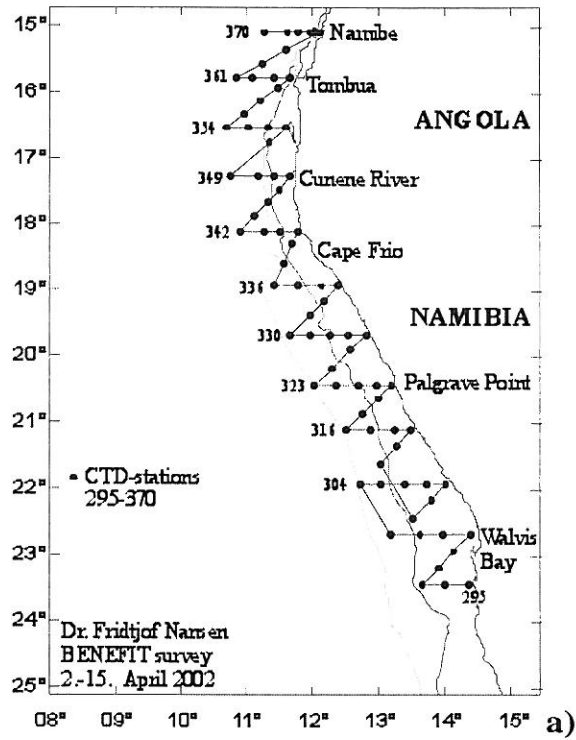 15°
370
Nambe
16°
361
Tombua
354
ANGOLA
17°
349
Cunene River
18°
342
Cape Frio
19°
336
NAMIBIA
330
20°
323
Palgrave Point
21°
316
22°
304
• CTD-stations
295-370
23°
Walvis
Bay
295
24°
Dr. Fridtjof Nansen
BENEFIT survey
2.-15. April 2002
25°
08° 09° 10° 11° 12° 13° 14° 15° a)